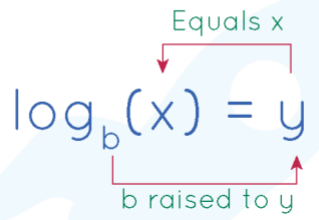 Equals x
log_b(x) = y
b raised to y